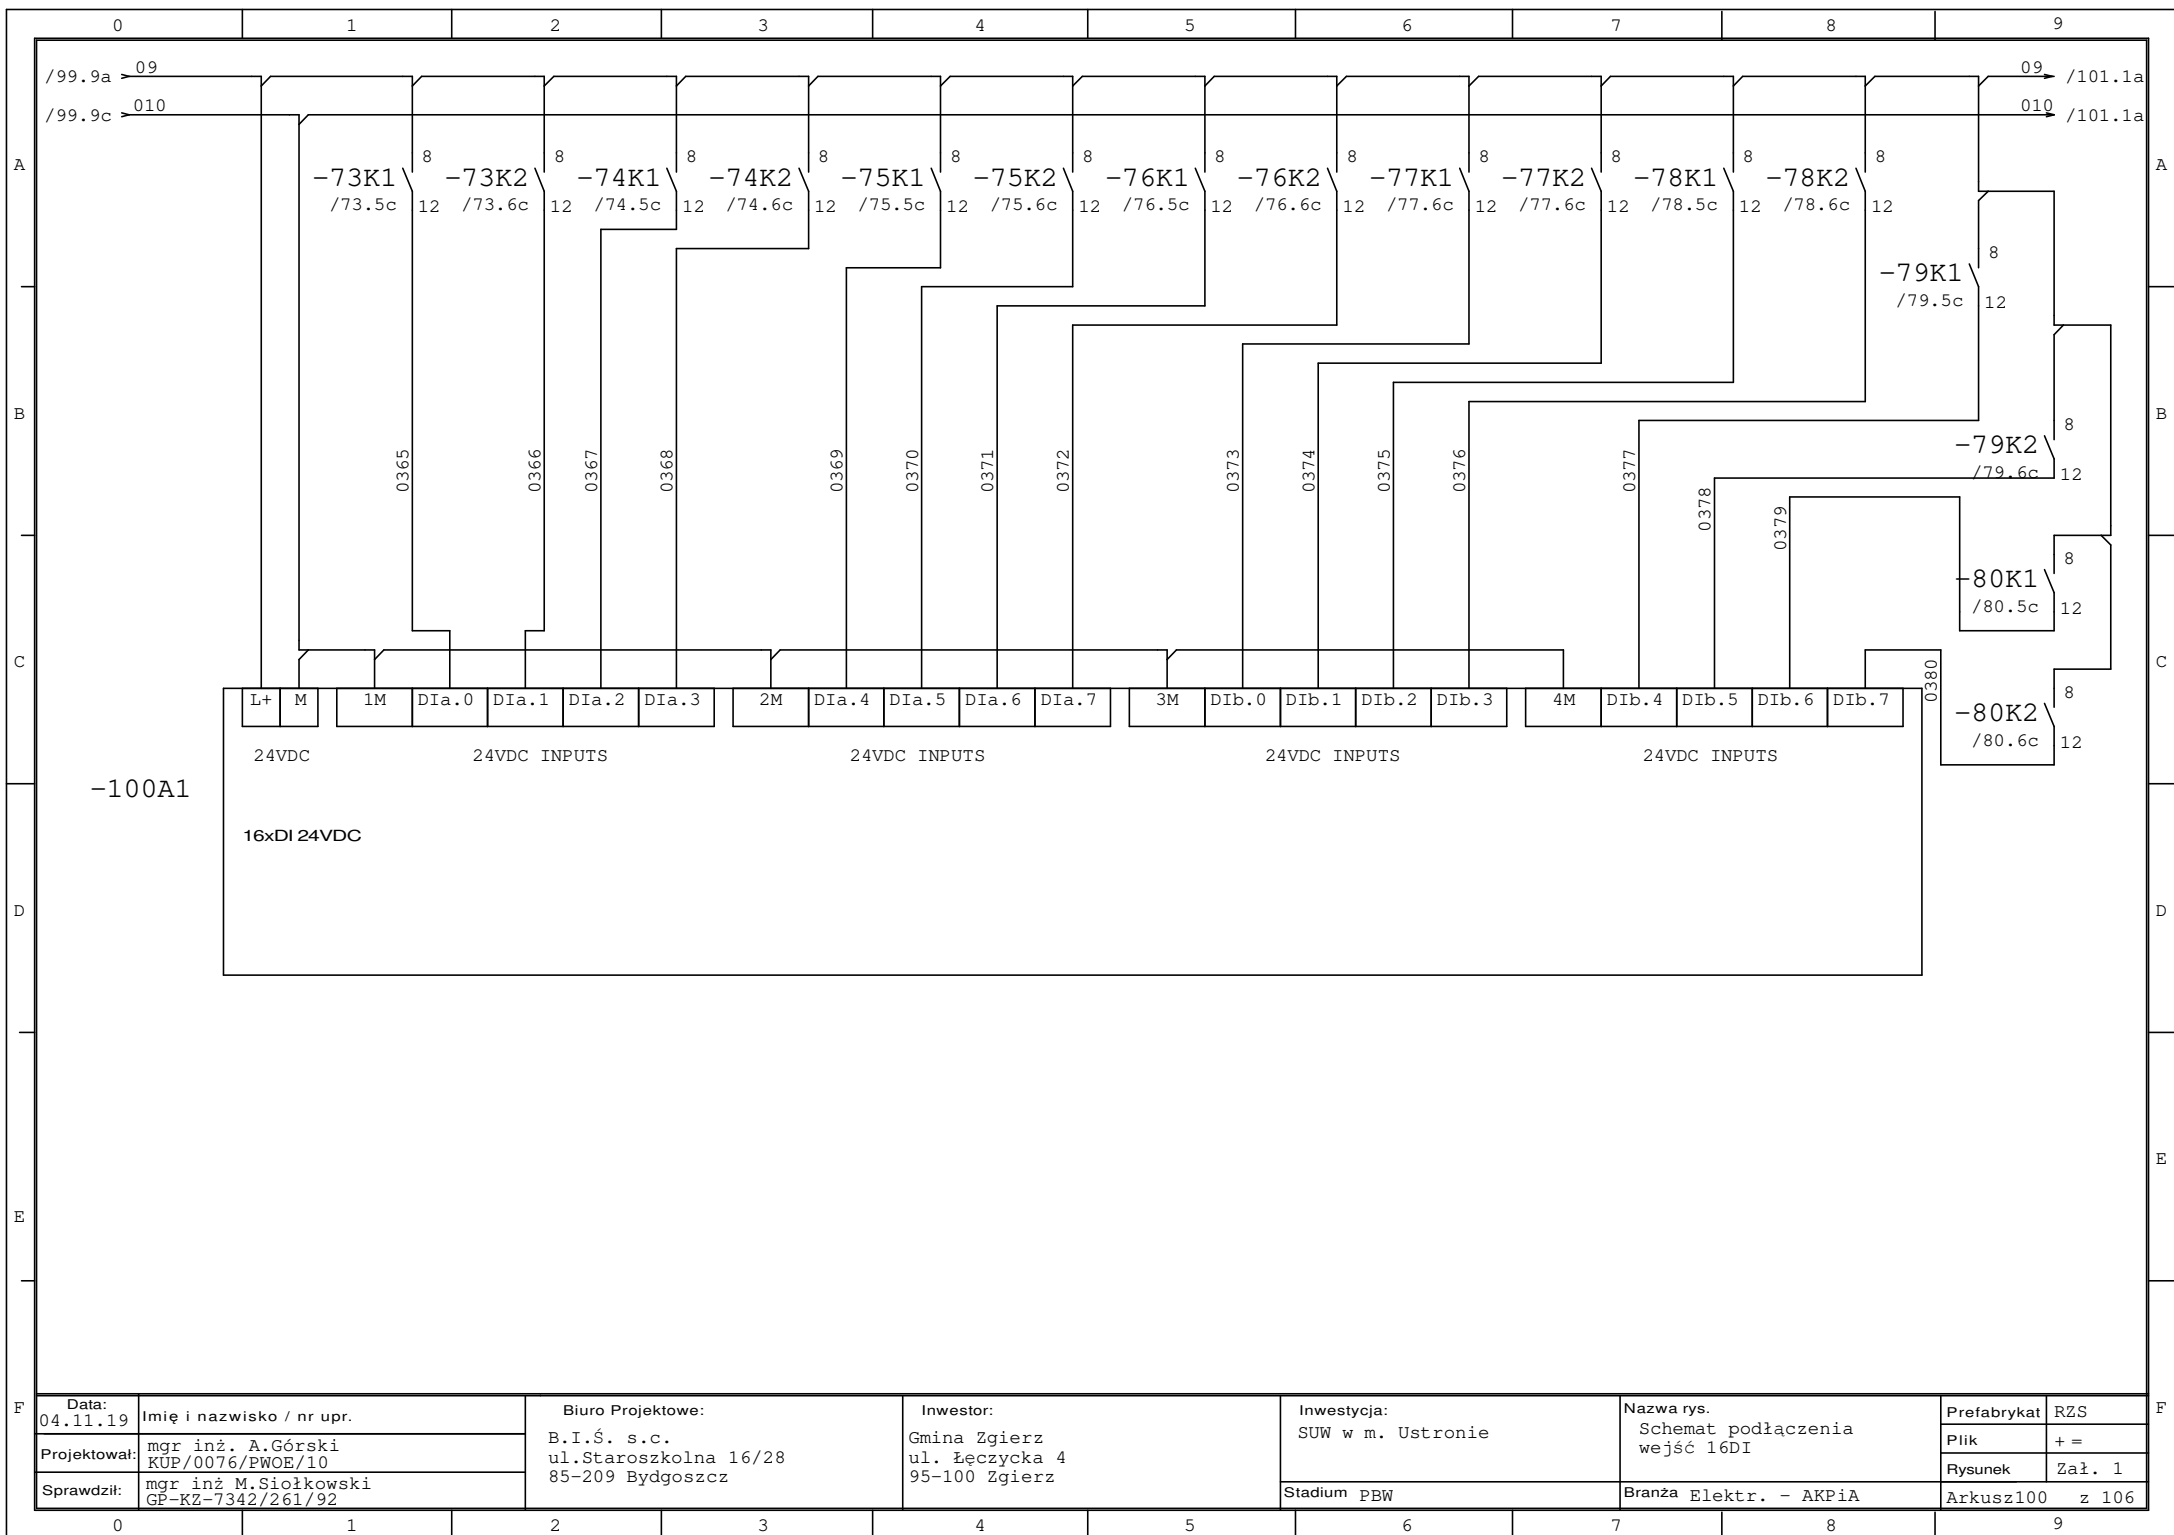 0 1 2 3 4 5 6 7 8 9
/99.9a 09 09 /101.1a
/99.9c 010 010 /101.1a
A A
8 8 8 8 8 8 8 8 8 8 8 8
-73K1 -73K2 -74K1 -74K2 -75K1 -75K2 -76K1 -76K2 -77K1 -77K2 -78K1 -78K2
/73.5c 12 /73.6c 12 /74.5c 12 /74.6c 12 /75.5c 12 /75.6c 12 /76.5c 12 /76.6c 12 /77.6c 12 /77.6c 12 /78.5c 12 /78.6c 12
8
-79K1
/79.5c 12
B B
8
-79K2
/79.6c 12
0365 0366 0367 0368 0369 0370 0371 0372 0373 0374 0375 0376 0377 0378 0379
8
-80K1
/80.5c 12
C C
0380
8
-80K2
/80.6c 12
L+ M 1M DIa.0 DIa.1 DIa.2 DIa.3 2M DIa.4 DIa.5 DIa.6 DIa.7 3M DIb.0 DIb.1 DIb.2 DIb.3 4M DIb.4 DIb.5 DIb.6 DIb.7
24VDC 24VDC INPUTS 24VDC INPUTS 24VDC INPUTS 24VDC INPUTS
-100A1
16xDI 24VDC
D D
E
E
F F
Data:
04.11.19
Imię i nazwisko / nr upr.
Projektował:
mgr inż. A.Górski
KUP/0076/PWOE/10
Sprawdził:
mgr inż M.Siołkowski
GP-KZ-7342/261/92
Biuro Projektowe:
B.I.Ś. s.c.
ul.Staroszkolna 16/28
85-209 Bydgoszcz
Inwestor:
Gmina Zgierz
ul. Łęczycka 4
95-100 Zgierz
Inwestycja:
SUW w m. Ustronie
Stadium PBW
Nazwa rys.
Schemat podłączenia
wejść 16DI
Branża Elektr. - AKPiA
Prefabrykat RZS
Plik + =
Rysunek Zał. 1
Arkusz100 z 106
0 1 2 3 4 5 6 7 8 9